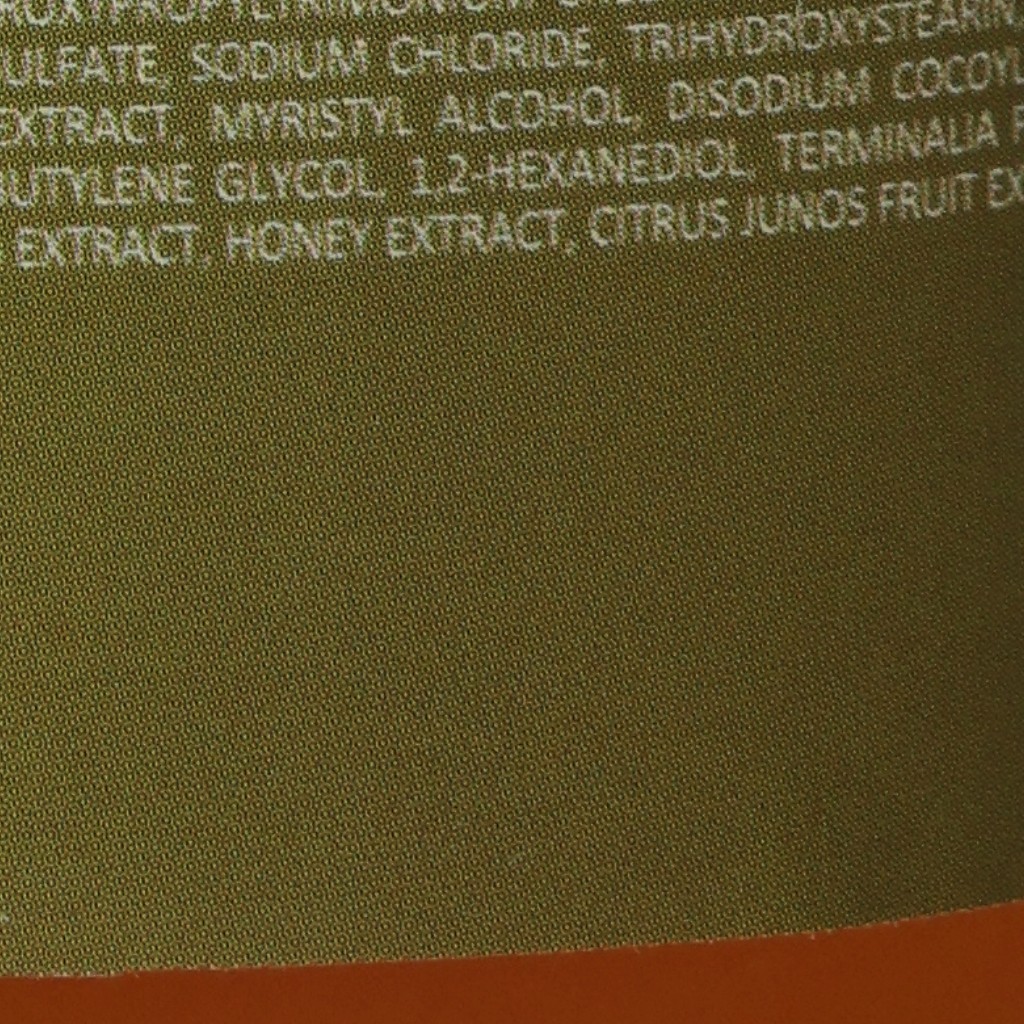 SULFATE, SODIUM CHLORIDE, TRIHYDROXYSTEARIN,
EXTRACT, MYRISTYL ALCOHOL, DISODIUM COCOYL
BUTYLENE GLYCOL, 1,2-HEXANEDIOL, TERMINALIA
EXTRACT, HONEY EXTRACT, CITRUS JUNOS FRUIT EX